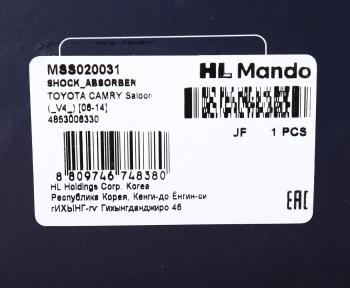 MSS020031
HL Mando
SHOCK_ABSORBER
TOYOTA CAMRY Saloon
(_V4_) [06-14]
4853006330
JF 1 PCS
8 809746 748380
HL Holdings Corp. Korea
Республика Корея, Кенги-до Ёнгин-си
гИХЫНГ-гу Гихынгданджиро 46
EAC